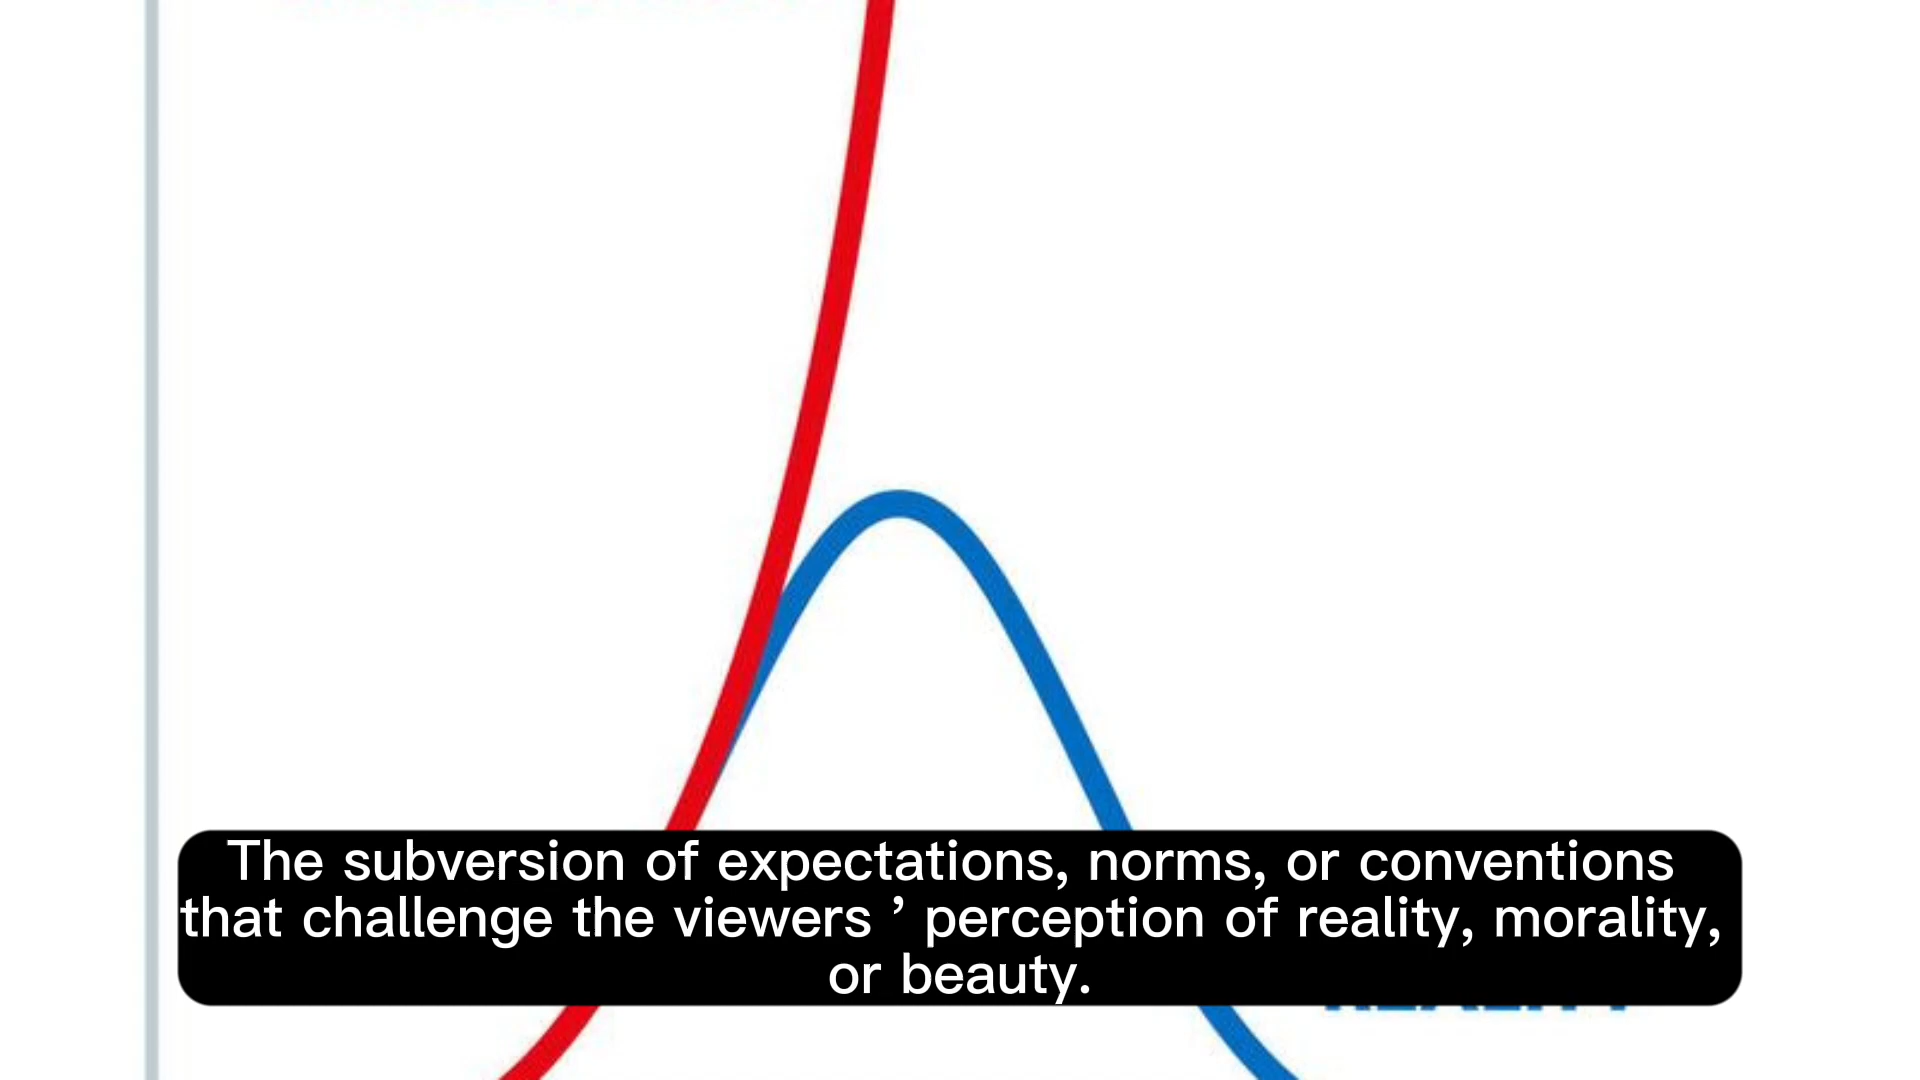 The subversion of expectations, norms, or conventions
that challenge the viewers ’ perception of reality, morality,
or beauty.